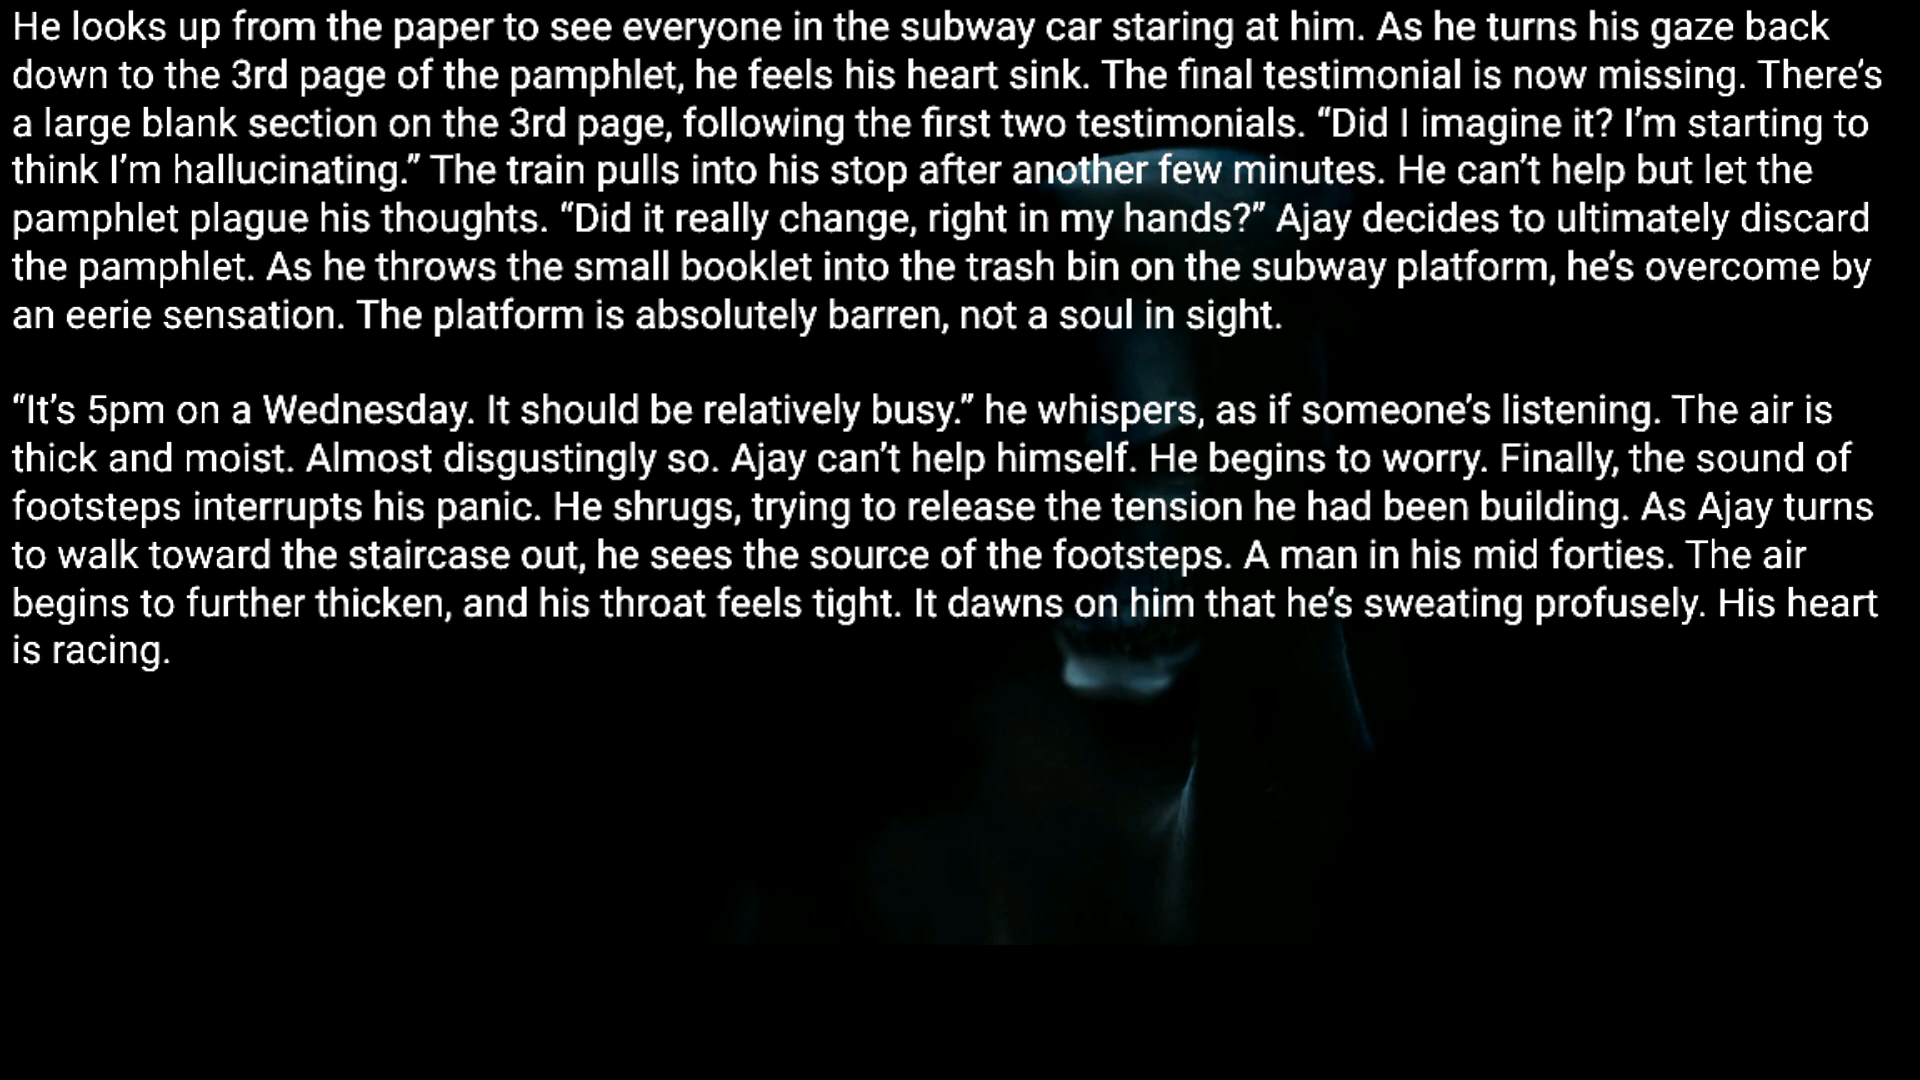 He looks up from the paper to see everyone in the subway car staring at him. As he turns his gaze back
down to the 3rd page of the pamphlet, he feels his heart sink. The final testimonial is now missing. There’s
a large blank section on the 3rd page, following the first two testimonials. “Did I imagine it? I’m starting to
think I’m hallucinating.” The train pulls into his stop after another few minutes. He can’t help but let the
pamphlet plague his thoughts. “Did it really change, right in my hands?” Ajay decides to ultimately discard
the pamphlet. As he throws the small booklet into the trash bin on the subway platform, he’s overcome by
an eerie sensation. The platform is absolutely barren, not a soul in sight.
“It’s 5pm on a Wednesday. It should be relatively busy.” he whispers, as if someone’s listening. The air is
thick and moist. Almost disgustingly so. Ajay can’t help himself. He begins to worry. Finally, the sound of
footsteps interrupts his panic. He shrugs, trying to release the tension he had been building. As Ajay turns
to walk toward the staircase out, he sees the source of the footsteps. A man in his mid forties. The air
begins to further thicken, and his throat feels tight. It dawns on him that he’s sweating profusely. His heart
is racing.